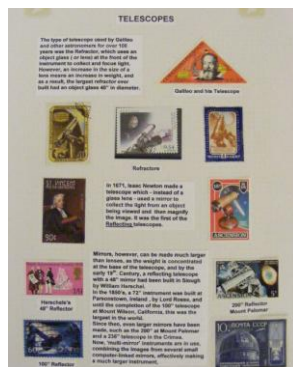 TELESCOPES
The type of telescope used by Galileo
and other astronomers for over 100
years was the Refractor, which uses an
object glass ( or lens) at the front of the
instrument to collect and focus light.
However, an increase in the size of a
lens means an increase in weight, and
as a result, the largest refractor ever
built had an object glass 40" in diameter.
Galileo and his Telescope
Refractors
In 1671, Isaac Newton made a
telescope which - instead of a
glass lens - used a mirror to
collect the light from an object
being viewed and then magnify
the image. It was the first of the
Reflecting telescopes.
ASCENSION
Mirrors, however, can be made much larger
than lenses, as the weight is concentrated
at the base of the telescope, and by the
early 19th. Century, a reflecting telescope
with a 48" mirror had been built in Slough
by William Herschel.
In the 1800's, a 72" instrument was built at
Parsonstown, Ireland, by Lord Rosse, and
until the completion of the 100" telescope
at Mount Wilson, California, this was the
largest in the world.
Since then, even larger mirrors have been
made, such as the 200" at Mount Palomar
and a 236" telescope in the Crimea.
Now, 'multi-mirror' instruments are in use,
combining the images from several small
computer-linked mirrors, effectively making
a much larger instrument.
Herschel's
48" Reflector
200" Reflector
Mount Palomar
100" Reflector
10
ПОЧТА СССР